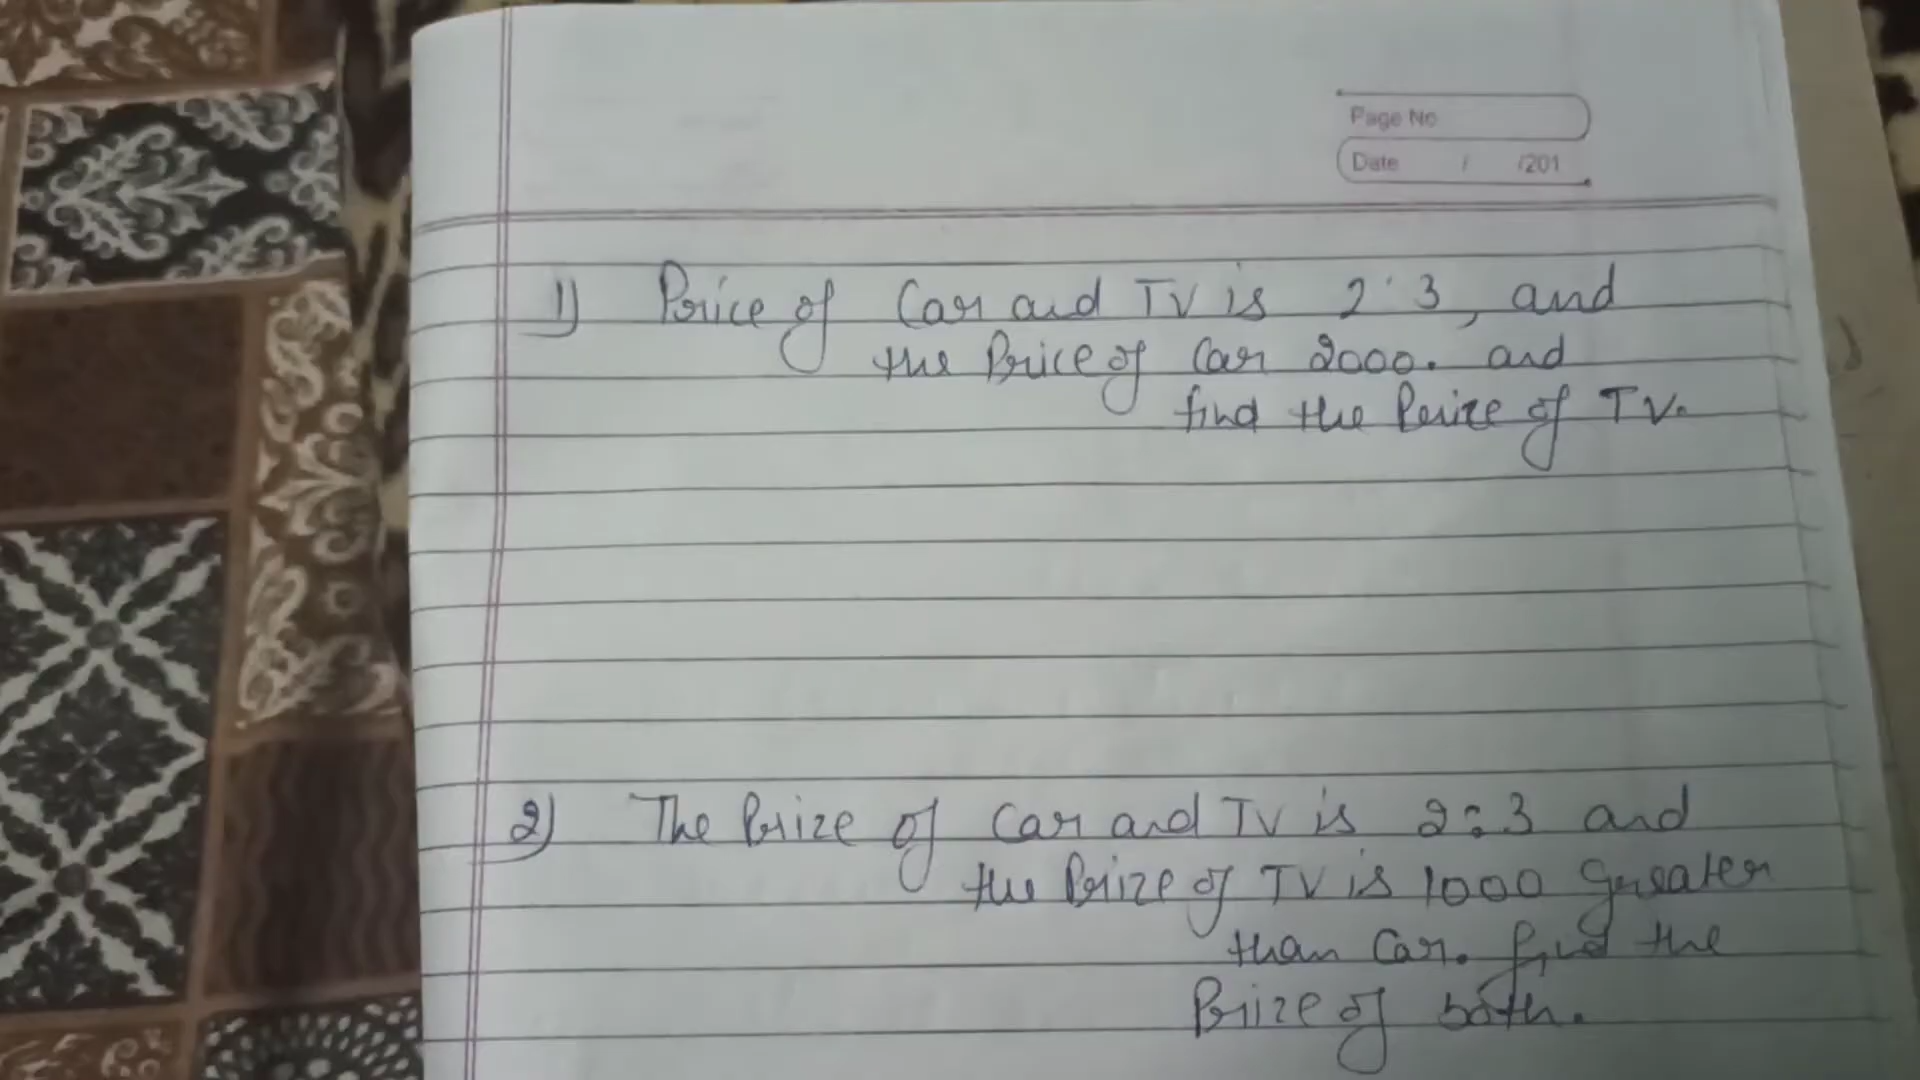 Page No
Date / /201
1) Price of Car and TV is 2:3, and
the Price of Car 2000. and
find the Prize of TV.
2) The Prize of Car and TV is 2:3 and
the Prize of TV is 1000 greater
than Car. find the
Prize of both.